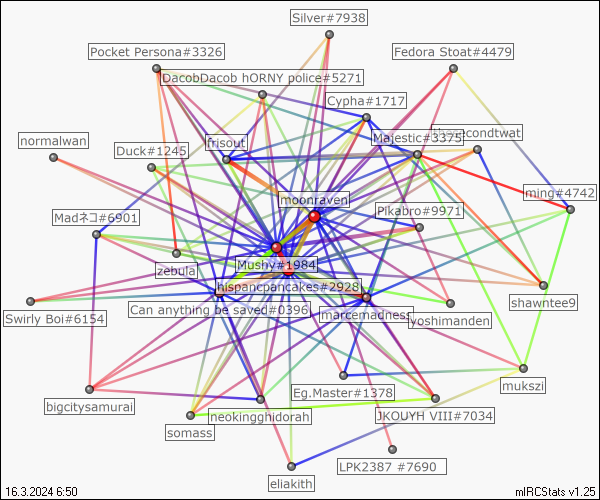 Silver#7938
Pocket Persona#3326
Fedora Stoat#4479
DacobDacob hORNY police#5271
Cypha#1717
normalwan
frisout
Majestic#3375
Duck#1245
ming#4742
moonraven
Madネコ#6901
Pikabro#9971
zebula
Mushy#1984
hispancpancakes#2928
shawntee9
Swirly Boi#6154
Can anything be saved#0396
marcemadness
yoshimanden
mukszi
Eg.Master#1378
bigcitysamurai
neokingghidorah
JKOUYH VIII#7034
somass
LPK2387 #7690
eliakith
16.3.2024 6:50
mIRCStats v1.25